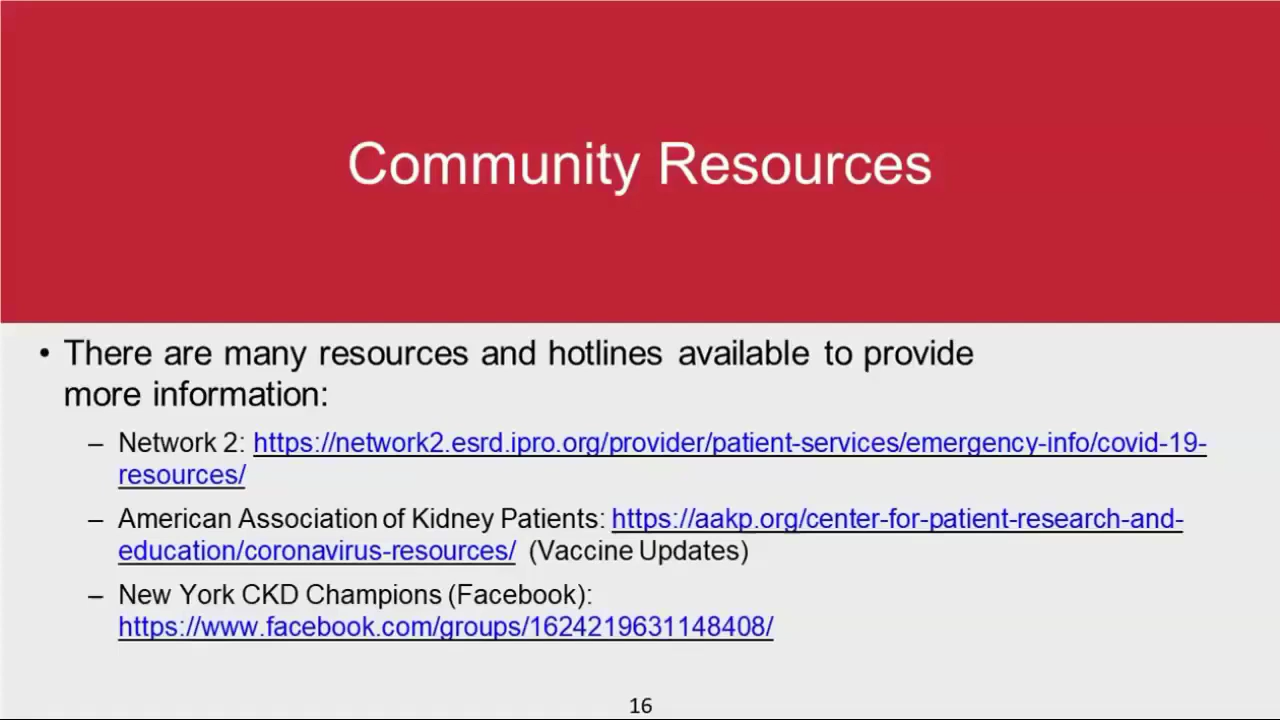 Community Resources
• There are many resources and hotlines available to provide
more information:
– Network 2: https://network2.esrd.ipro.org/provider/patient-services/emergency-info/covid-19-
resources/
– American Association of Kidney Patients: https://aakp.org/center-for-patient-research-and-
education/coronavirus-resources/ (Vaccine Updates)
– New York CKD Champions (Facebook):
https://www.facebook.com/groups/1624219631148408/
16